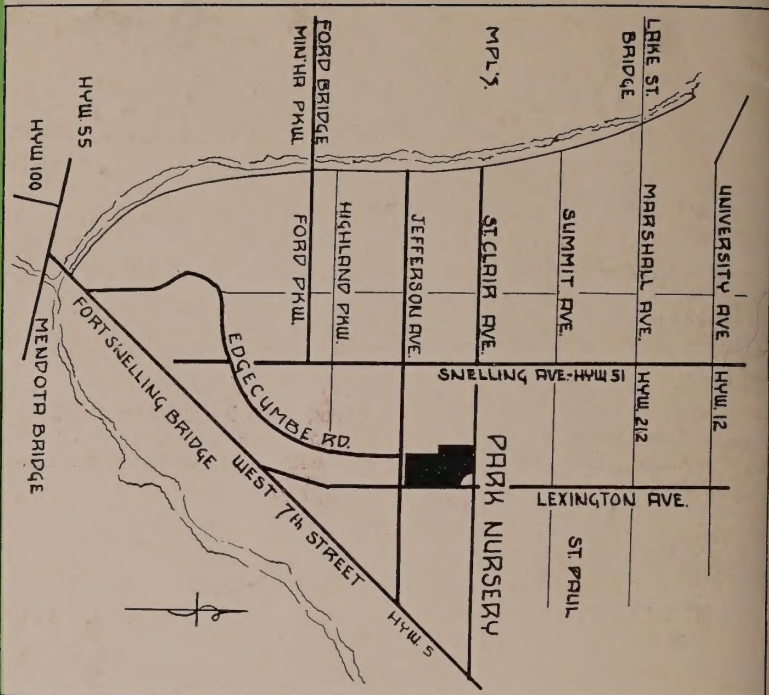 LAKE ST.
BRIDGE
MPL'S.
FORD BRIDGE
MIN'HA PKW.
HYW. 55
HYW 100
UNIVERSITY AVE
HYW. 12
MARSHALL AVE.
HYW. 212
SUMMIT AVE.
ST. CLAIR AVE.
JEFFERSON AVE.
HIGHLAND PKW.
FORD PKW.
SNELLING AVE-HYW 51
EDGECUMBE RD.
PARK NURSERY
LEXINGTON AVE.
ST. PAUL
FORT SNELLING BRIDGE
WEST 7th STREET
HYW. 5
MENDOTA BRIDGE